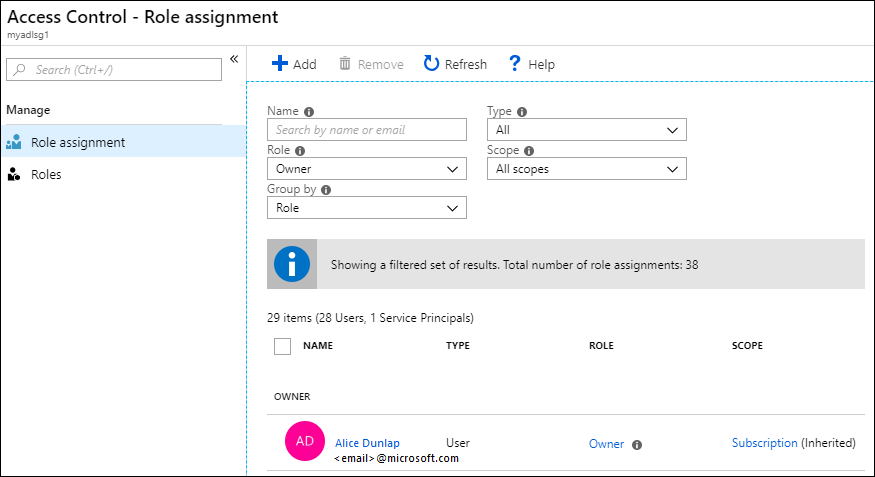 Access Control - Role assignment
myadlsg1
Search (Ctrl+/)
«
Add
Remove
Refresh
? Help
Manage
Role assignment
Roles
Name
Type
Search by name or email
All
Role
Scope
Owner
All scopes
Group by
Role
Showing a filtered set of results. Total number of role assignments: 38
29 items (28 Users, 1 Service Principals)
NAME TYPE ROLE SCOPE
OWNER
AD
Alice Dunlap User Owner Subscription (Inherited)
<email>@microsoft.com